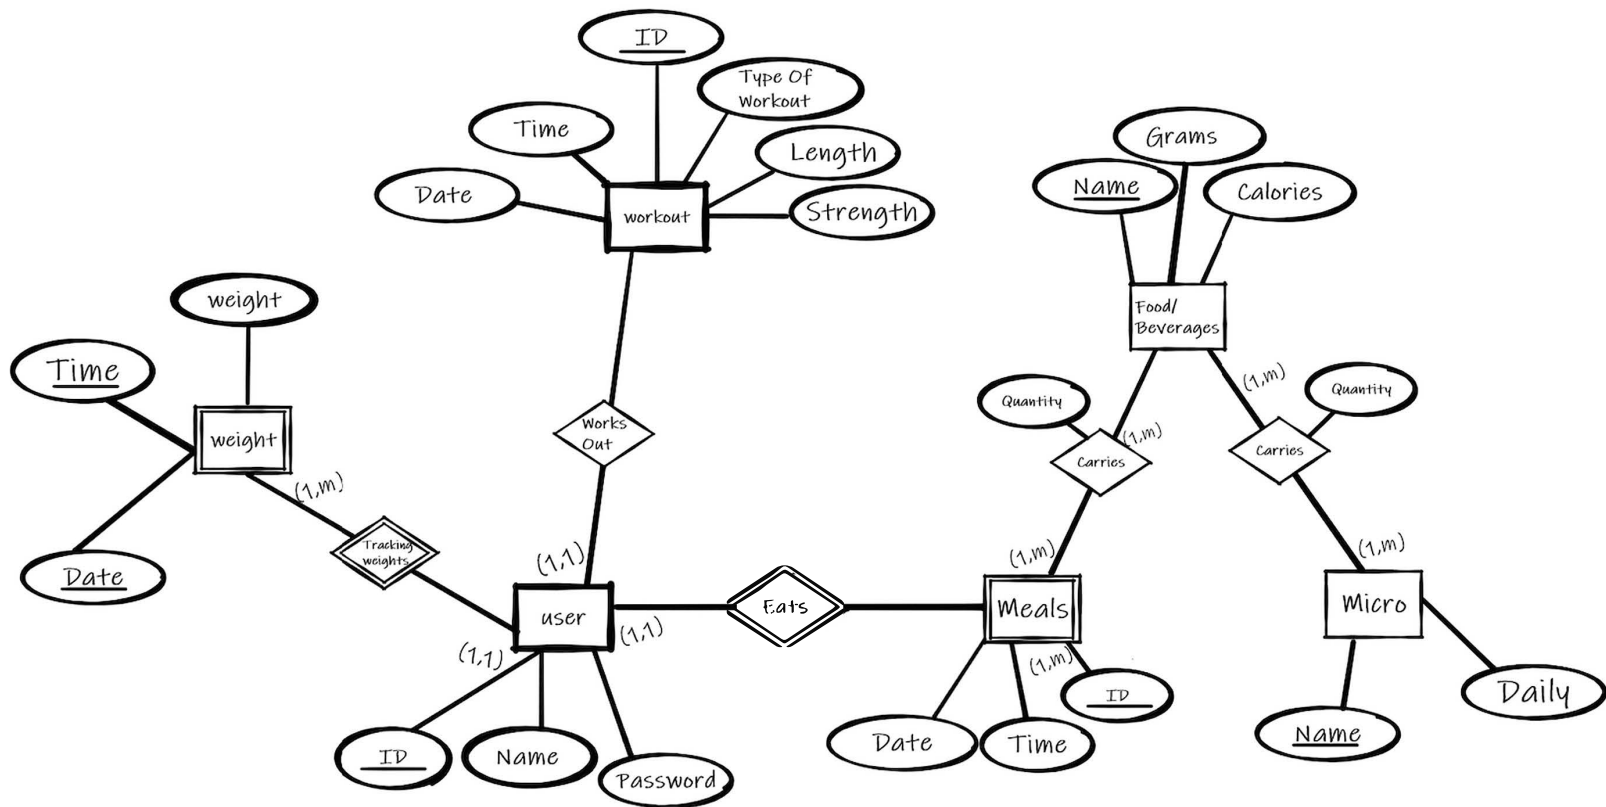 ID
Type Of
Workout
Time
Length
Date
Strength
workout
Grams
Name
Calories
Food/
Beverages
weight
Time
weight
Date
(1,m)
Tracking
weights
Works
Out
(1,1)
user
(1,1)
(1,1)
ID
Name
Password
Eats
Quantity
(1,m)
Carries
(1,m)
Meals
(1,m)
ID
Date
Time
(1,m)
Quantity
Carries
(1,m)
Micro
Daily
Name